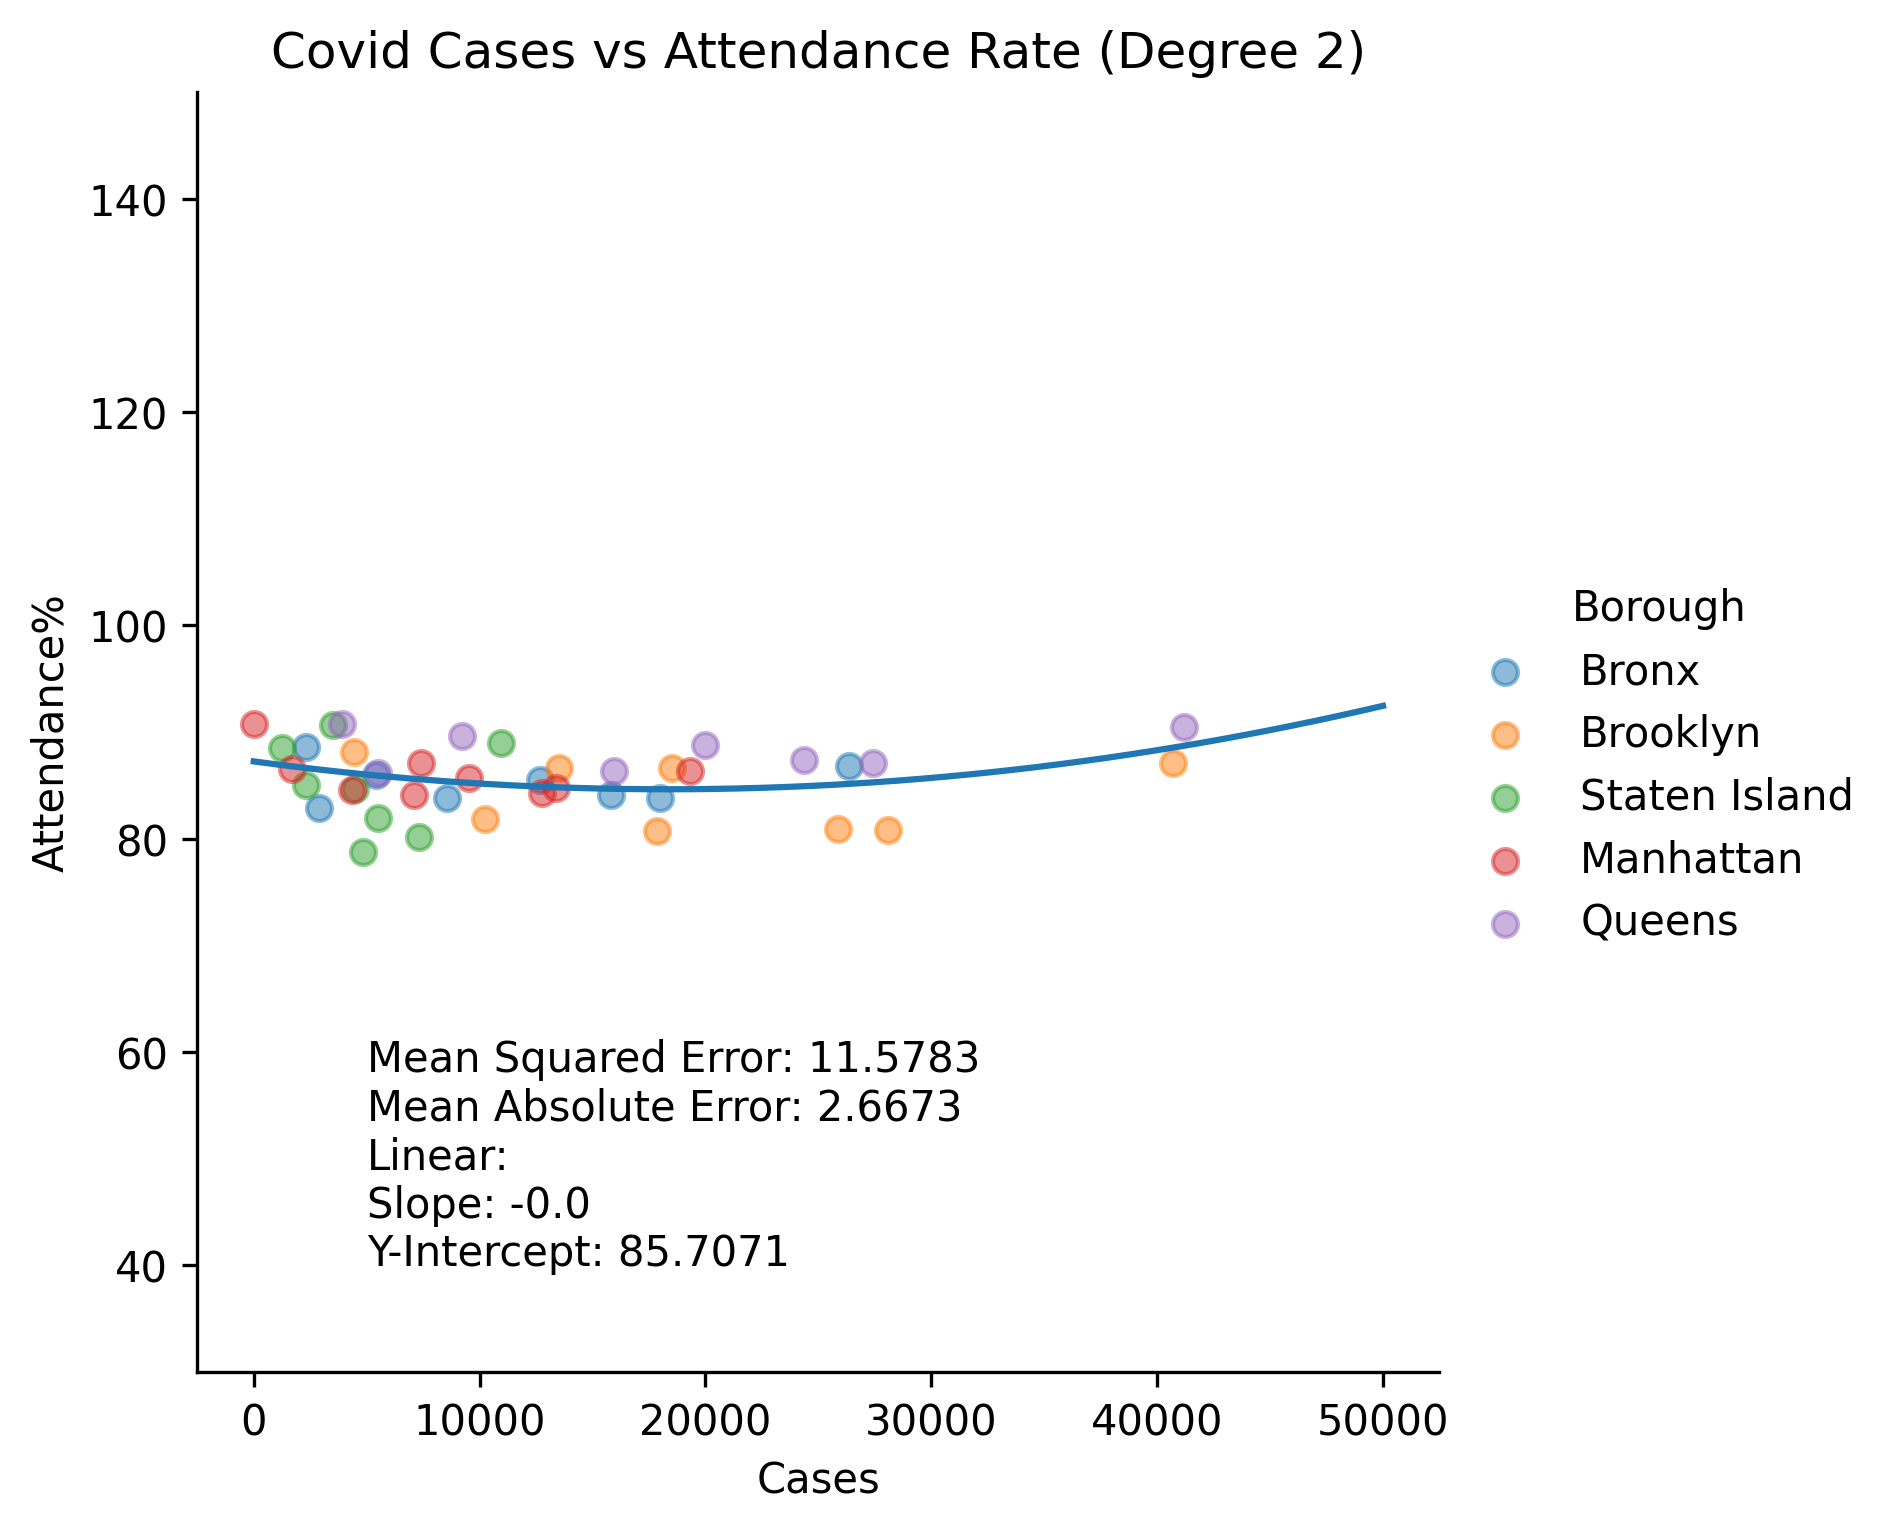 Covid Cases vs Attendance Rate (Degree 2)
140
120
100
80
60
40
Attendance%
Mean Squared Error: 11.5783
Mean Absolute Error: 2.6673
Linear:
Slope: -0.0
Y-Intercept: 85.7071
0 10000 20000 30000 40000 50000
Cases
Borough
Bronx
Brooklyn
Staten Island
Manhattan
Queens